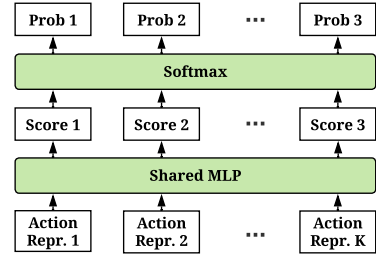 Prob 1 Prob 2 ... Prob 3
Softmax
Score 1 Score 2 ... Score 3
Shared MLP
Action Action Action
Repr. 1 Repr. 2 ... Repr. K